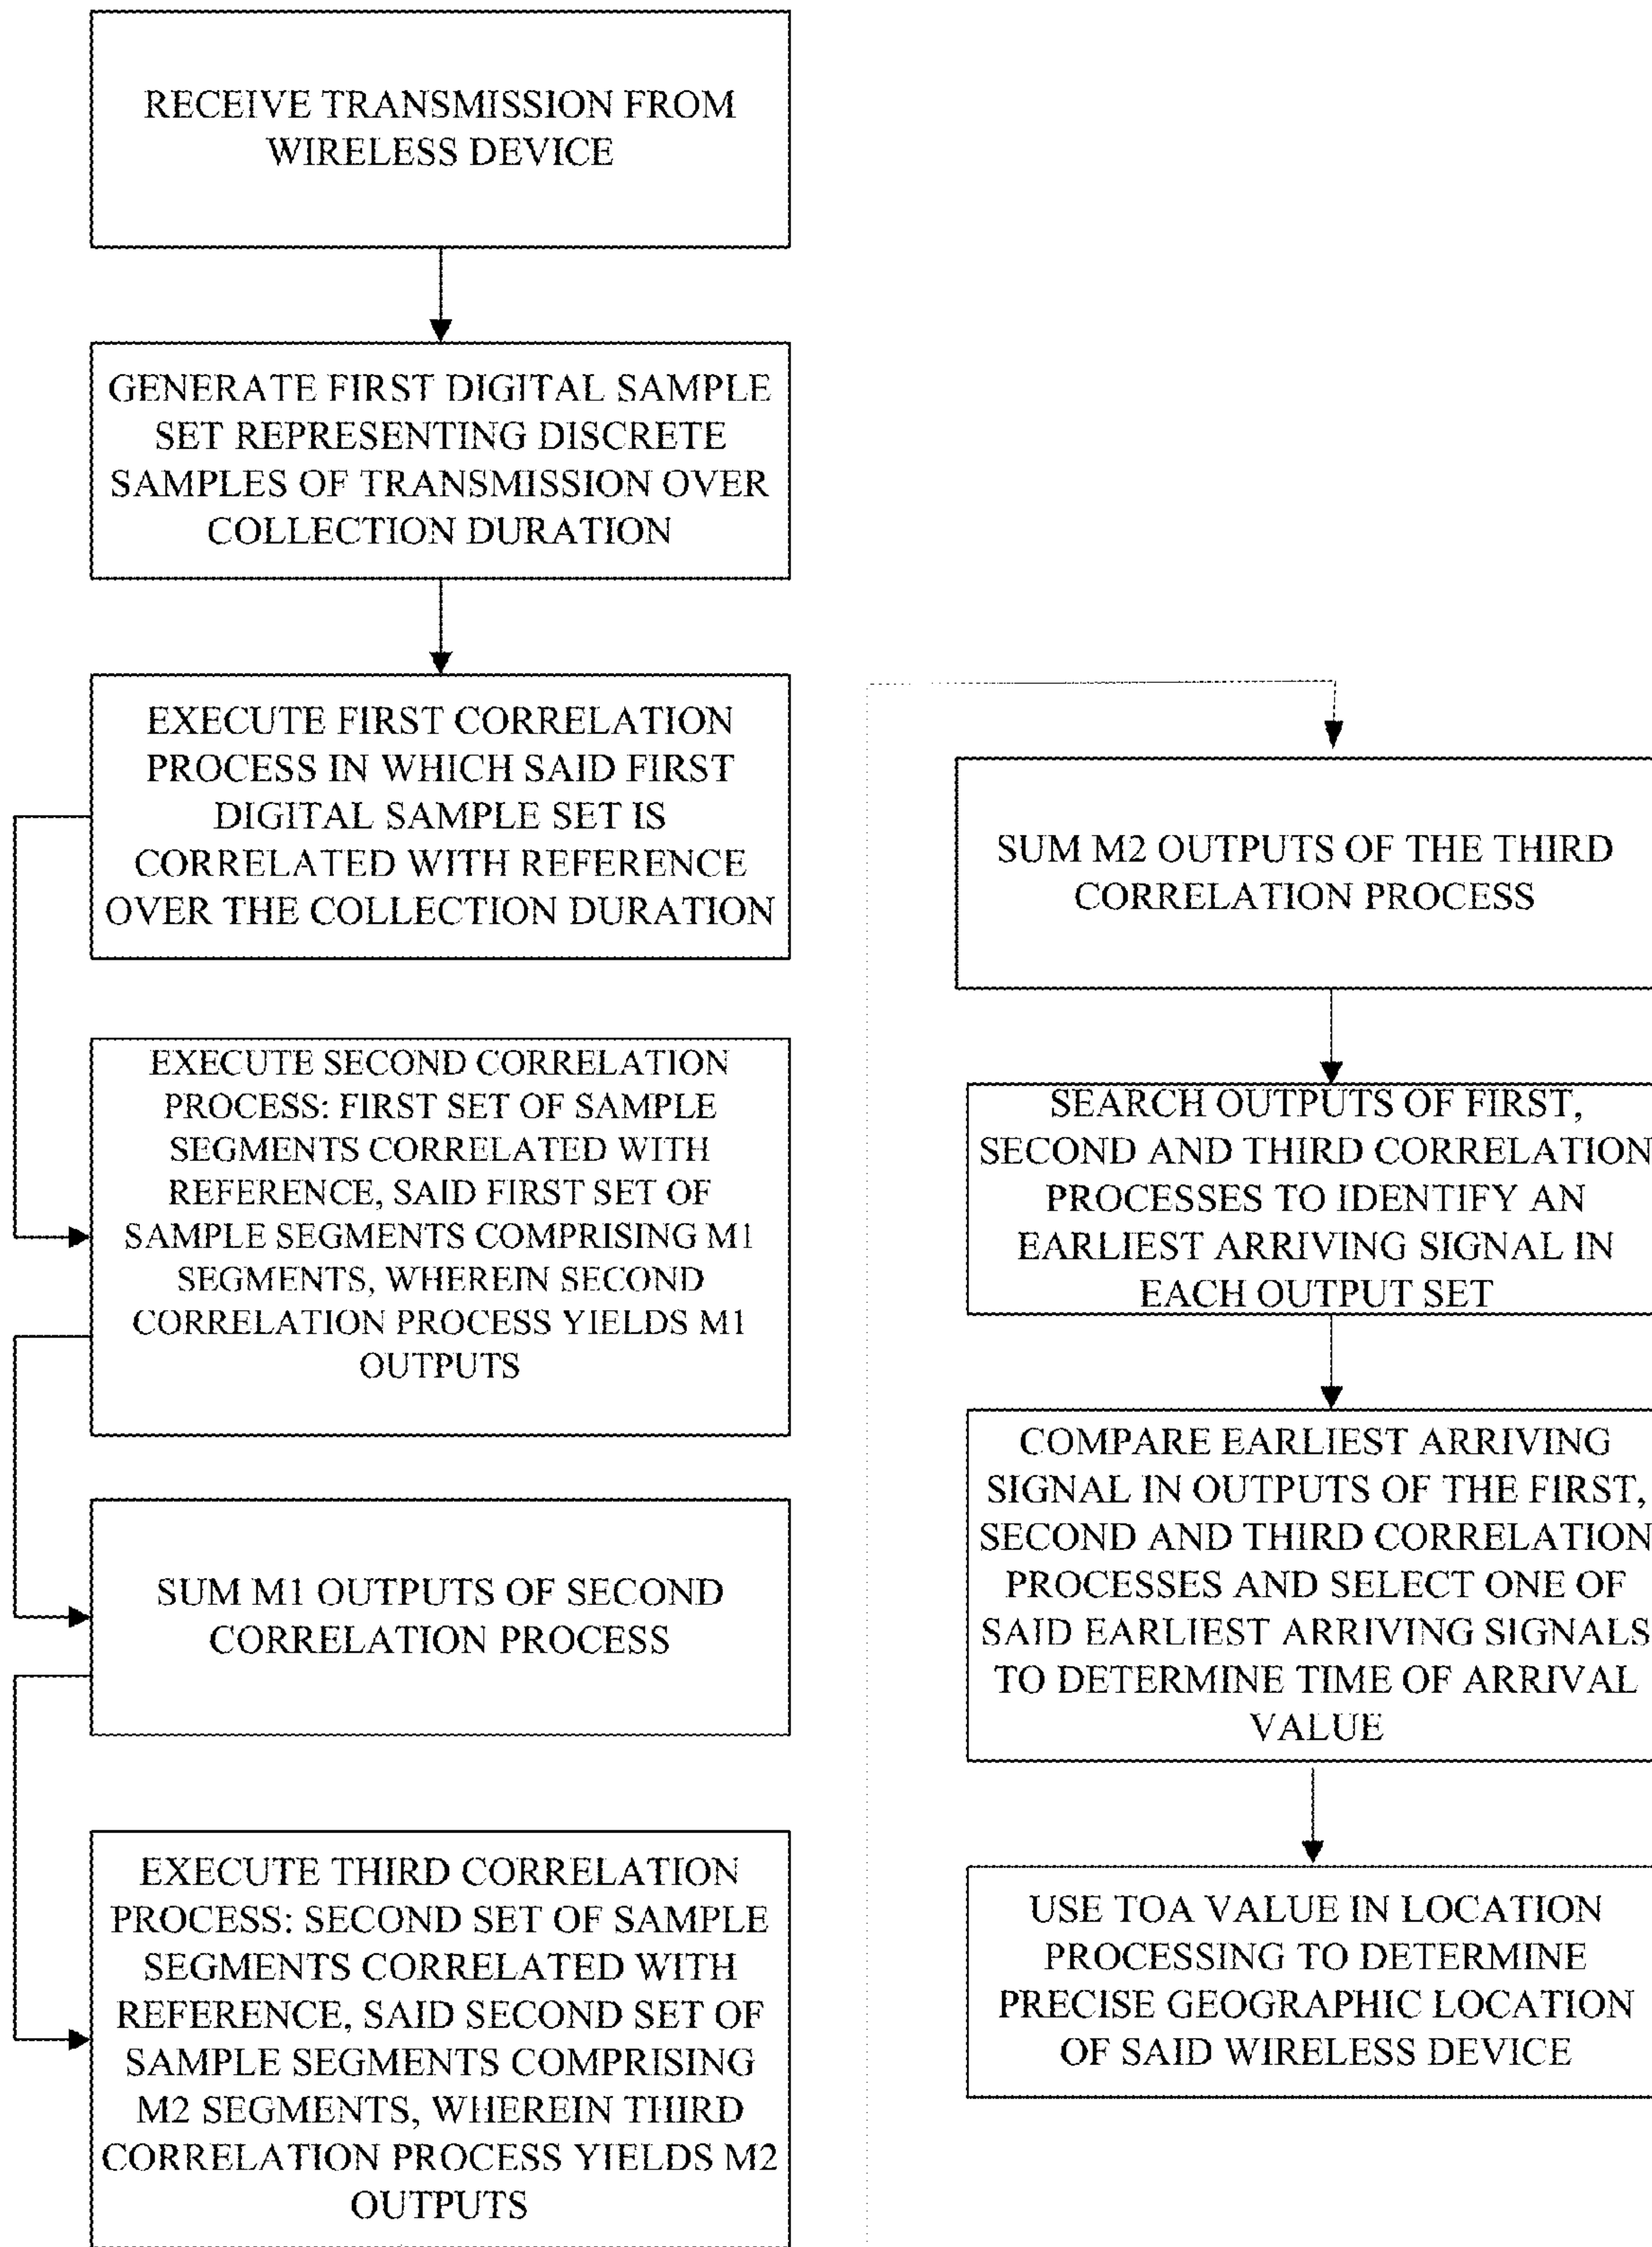 RECEIVE TRANSMISSION FROM
WIRELESS DEVICE
GENERATE FIRST DIGITAL SAMPLE
SET REPRESENTING DISCRETE
SAMPLES OF TRANSMISSION OVER
COLLECTION DURATION
EXECUTE FIRST CORRELATION
PROCESS IN WHICH SAID FIRST
DIGITAL SAMPLE SET IS
CORRELATED WITH REFERENCE
OVER THE COLLECTION DURATION
EXECUTE SECOND CORRELATION
PROCESS: FIRST SET OF SAMPLE
SEGMENTS CORRELATED WITH
REFERENCE, SAID FIRST SET OF
SAMPLE SEGMENTS COMPRISING M1
SEGMENTS, WHEREIN SECOND
CORRELATION PROCESS YIELDS M1
OUTPUTS
SUM M1 OUTPUTS OF SECOND
CORRELATION PROCESS
EXECUTE THIRD CORRELATION
PROCESS: SECOND SET OF SAMPLE
SEGMENTS CORRELATED WITH
REFERENCE, SAID SECOND SET OF
SAMPLE SEGMENTS COMPRISING
M2 SEGMENTS, WHEREIN THIRD
CORRELATION PROCESS YIELDS M2
OUTPUTS
SUM M2 OUTPUTS OF THE THIRD
CORRELATION PROCESS
SEARCH OUTPUTS OF FIRST,
SECOND AND THIRD CORRELATION
PROCESSES TO IDENTIFY AN
EARLIEST ARRIVING SIGNAL IN
EACH OUTPUT SET
COMPARE EARLIEST ARRIVING
SIGNAL IN OUTPUTS OF THE FIRST,
SECOND AND THIRD CORRELATION
PROCESSES AND SELECT ONE OF
SAID EARLIEST ARRIVING SIGNALS
TO DETERMINE TIME OF ARRIVAL
VALUE
USE TOA VALUE IN LOCATION
PROCESSING TO DETERMINE
PRECISE GEOGRAPHIC LOCATION
OF SAID WIRELESS DEVICE